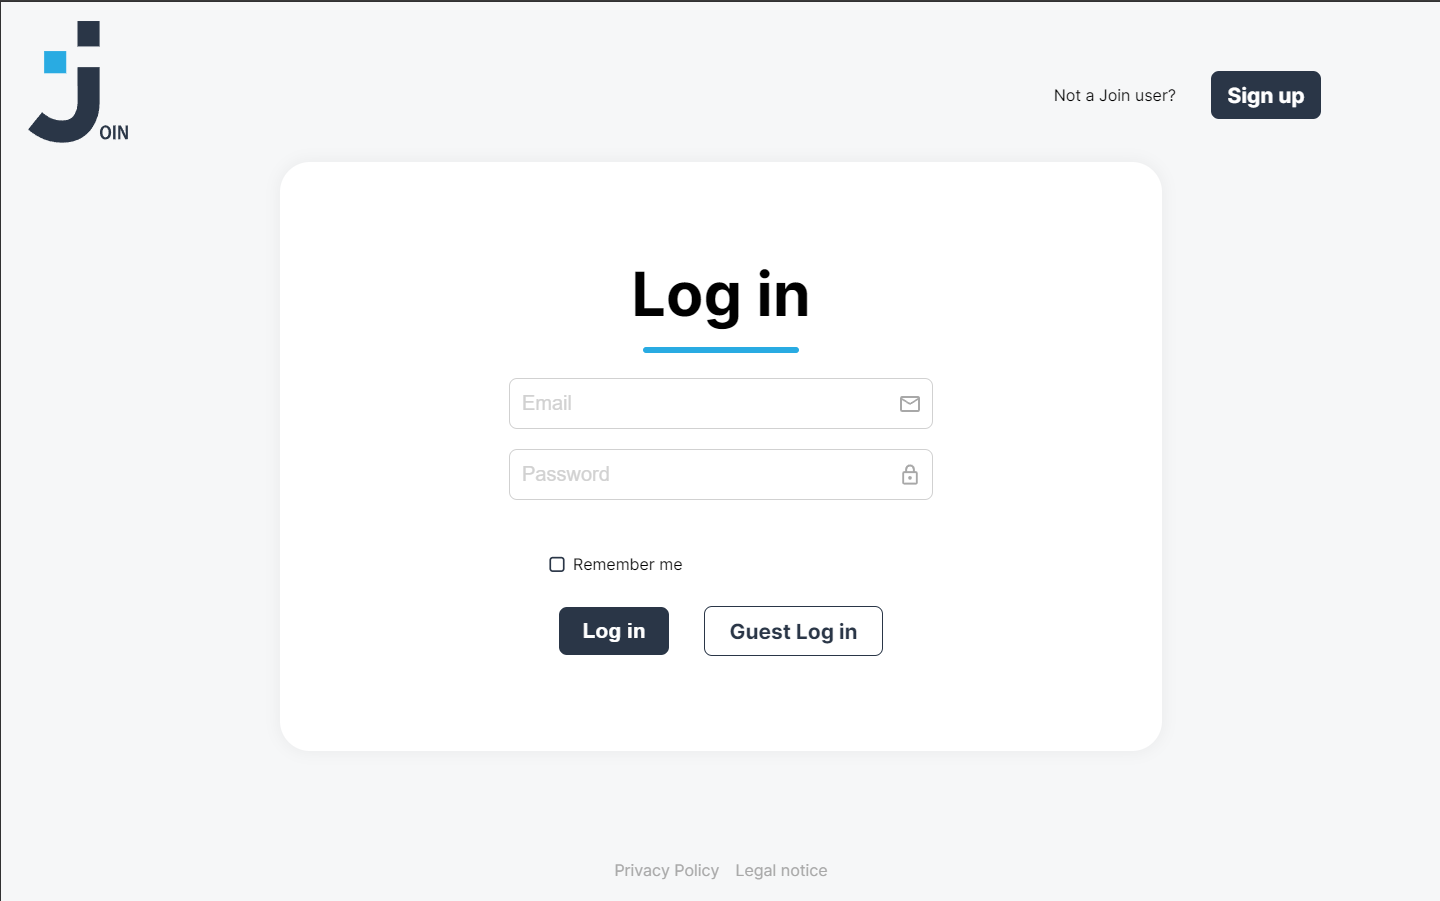 JOIN
Not a Join user?
Sign up
Log in
Email
Password
Remember me
Log in
Guest Log in
Privacy Policy
Legal notice